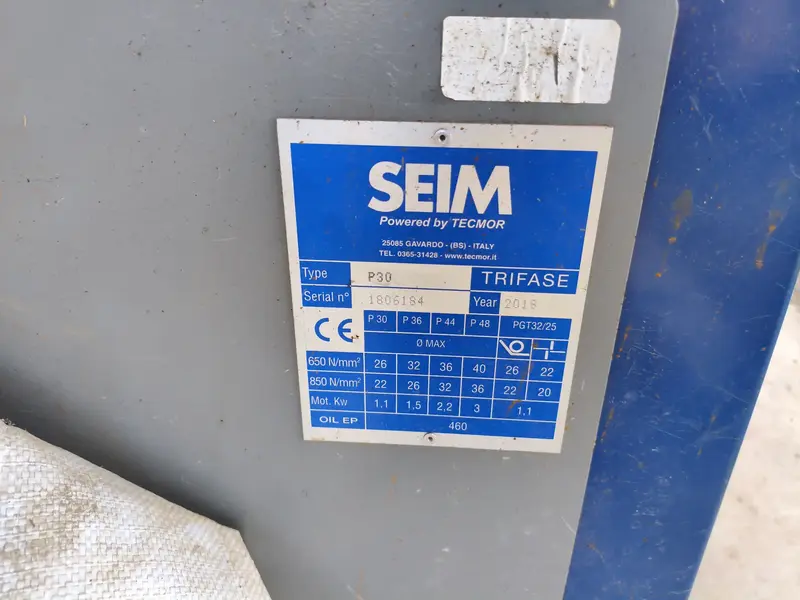 SEIM
Powered by TECMOR
25085 GAVARDO - (BS) - ITALY
TEL. 0365-31428 - www.tecmor.it
Type P30 TRIFASE
Serial n° 1806184 Year 2018
CE P 30 P 36 P 44 P 48 PGT32/25
Ø MAX
650 N/mm² 26 32 36 40 26 22
850 N/mm² 22 26 32 36 22 20
Mot. Kw 1,1 1,5 2,2 3 1,1
OIL EP 460